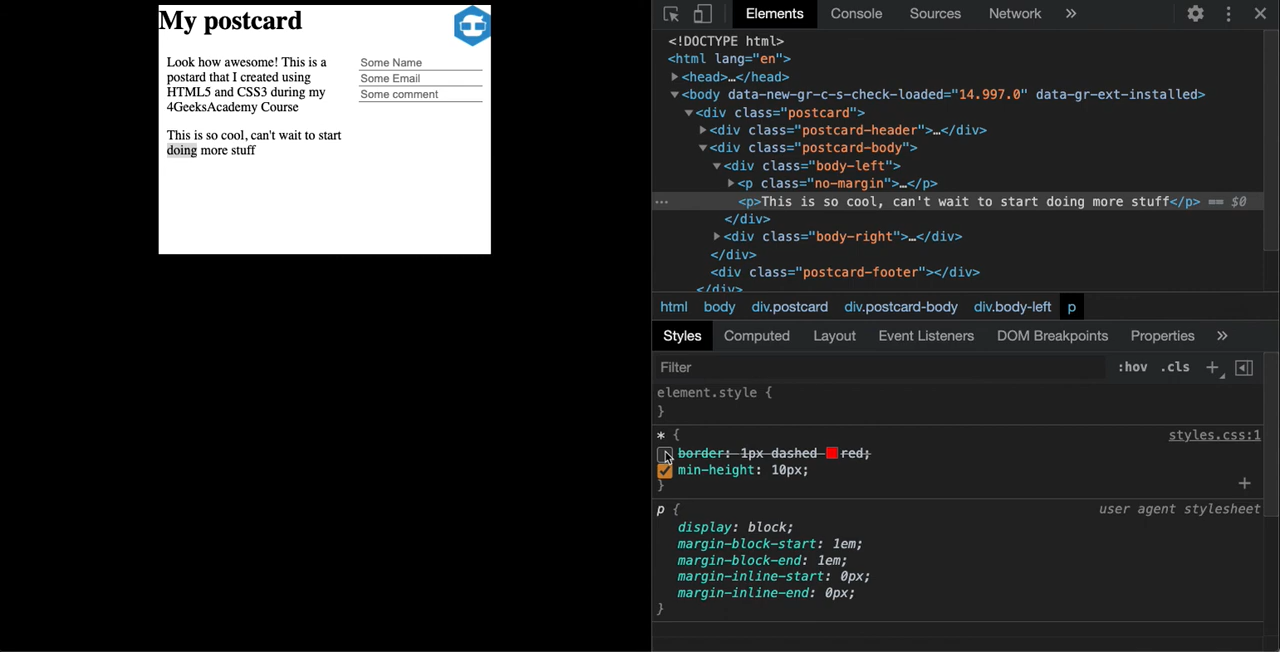 My postcard
Look how awesome! This is a
postard that I created using
HTML5 and CSS3 during my
4GeeksAcademy Course
This is so cool, can't wait to start
doing more stuff
Some Name
Some Email
Some comment
Elements Console Sources Network »
<!DOCTYPE html>
<html lang="en">
<head>…</head>
<body data-new-gr-c-s-check-loaded="14.997.0" data-gr-ext-installed>
<div class="postcard">
<div class="postcard-header">…</div>
<div class="postcard-body">
<div class="body-left">
<p class="no-margin">…</p>
<p>This is so cool, can't wait to start doing more stuff</p> == $0
</div>
<div class="body-right">…</div>
</div>
<div class="postcard-footer"></div>
</div>
html body div.postcard div.postcard-body div.body-left p
Styles Computed Layout Event Listeners DOM Breakpoints Properties »
Filter :hov .cls +
element.style {
}
* { styles.css:1
border: 1px dashed red;
min-height: 10px;
}
p { user agent stylesheet
display: block;
margin-block-start: 1em;
margin-block-end: 1em;
margin-inline-start: 0px;
margin-inline-end: 0px;
}